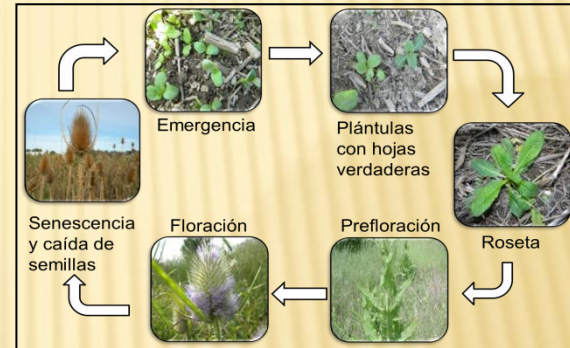 Emergencia
Plántulas
con hojas
verdaderas
Roseta
Prefloración
Floración
Senescencia
y caída de
semillas